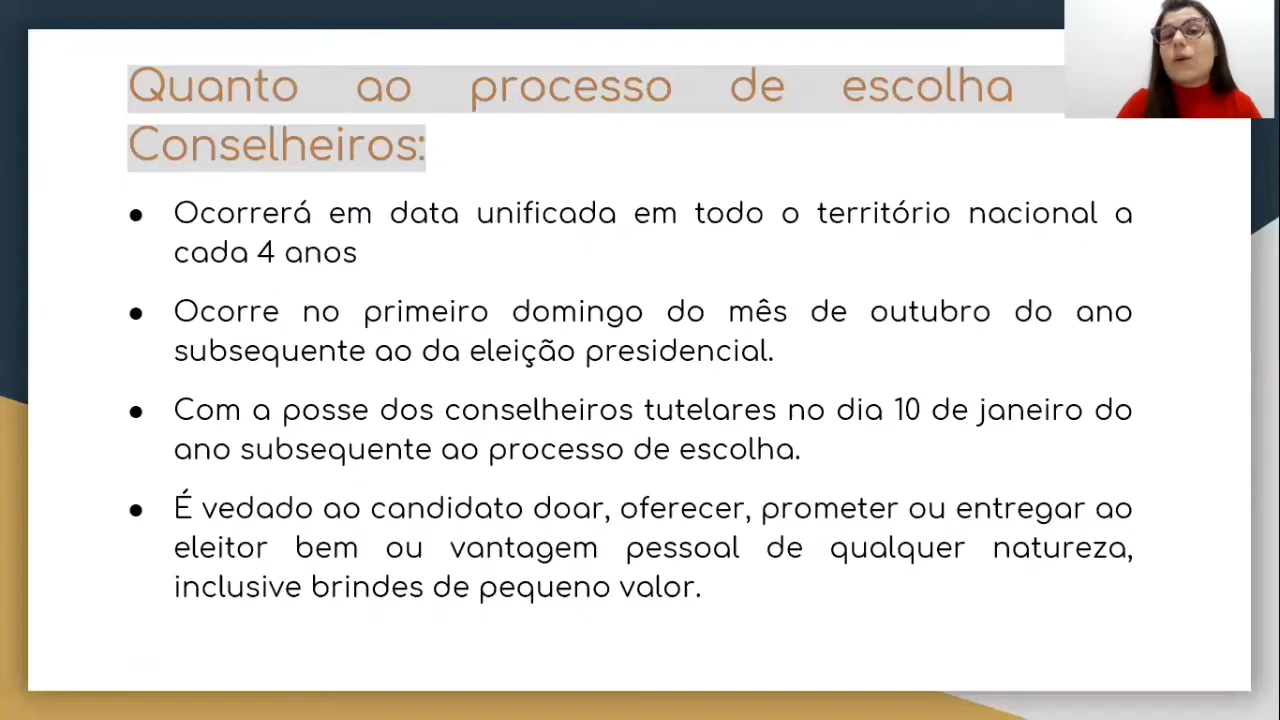 Quanto ao processo de escolha
Conselheiros:
● Ocorrerá em data unificada em todo o território nacional a
cada 4 anos
● Ocorre no primeiro domingo do mês de outubro do ano
subsequente ao da eleição presidencial.
● Com a posse dos conselheiros tutelares no dia 10 de janeiro do
ano subsequente ao processo de escolha.
● É vedado ao candidato doar, oferecer, prometer ou entregar ao
eleitor bem ou vantagem pessoal de qualquer natureza,
inclusive brindes de pequeno valor.